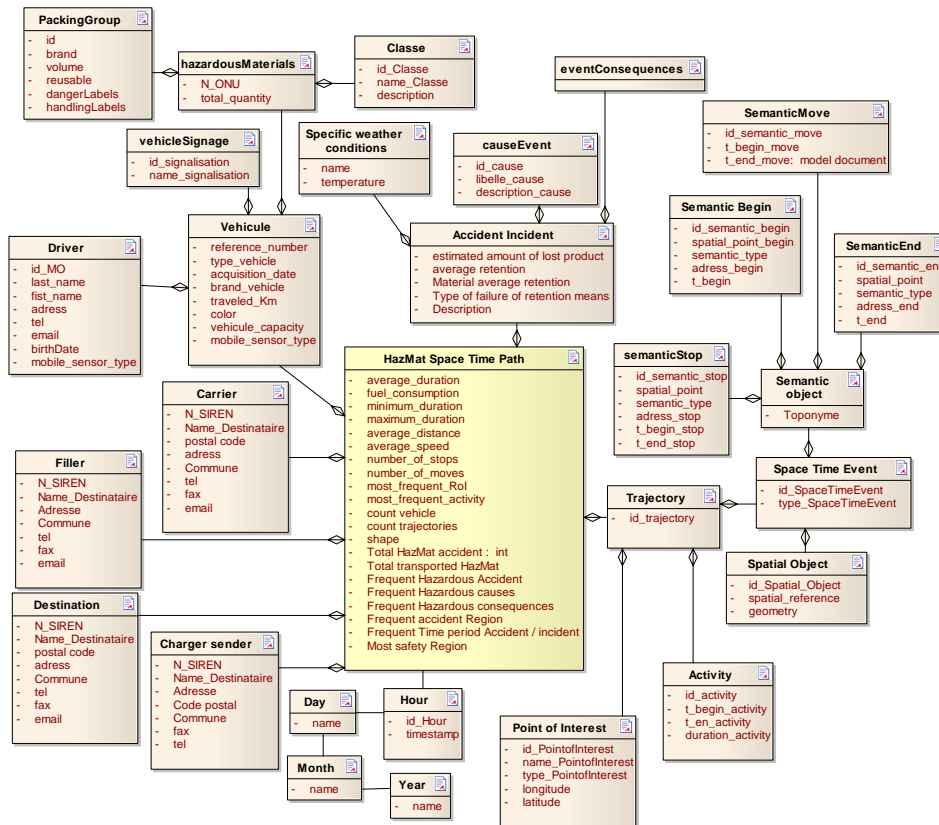 PackingGroup
- id
- brand
- volume
- reusable
- dangerLabels
- handlingLabels
hazardousMaterials
- N_ONU
- total_quantity
Classe
- id_Classe
- name_Classe
- description
eventConsequences
SemanticMove
- id_semantic_move
- t_begin_move
- t_end_move: model document
vehicleSignage
- id_signalisation
- name_signalisation
Specific weather
conditions
- name
- temperature
causeEvent
- id_cause
- libelle_cause
- description_cause
Semantic Begin
- id_semantic_begin
- spatial_point_begin
- semantic_type
- adress_begin
- t_begin
SemanticEnd
- id_semantic_en
- spatial_point
- semantic_type
- adress_end
- t_end
Driver
- id_MO
- last_name
- fist_name
- adress
- tel
- email
- birthDate
- mobile_sensor_type
Vehicule
- reference_number
- type_vehicle
- acquisition_date
- brand_vehicle
- traveled_Km
- color
- vehicule_capacity
- mobile_sensor_type
Accident Incident
- estimated amount of lost product
- average retention
- Material average retention
- Type of failure of retention means
- Description
HazMat Space Time Path
- average_duration
- fuel_consumption
- minimum_duration
- maximum_duration
- average_distance
- average_speed
- number_of_stops
- number_of_moves
- most_frequent_RoI
- most_frequent_activity
- count vehicle
- count trajectories
- shape
- Total HazMat accident : int
- Total transported HazMat
- Frequent Hazardous Accident
- Frequent Hazardous causes
- Frequent Hazardous consequences
- Frequent accident Region
- Frequent Time period Accident / incident
- Most safety Region
semanticStop
- id_semantic_stop
- spatial_point
- semantic_type
- adress_stop
- t_begin_stop
- t_end_stop
Semantic
object
- Toponyme
Carrier
- N_SIREN
- Name_Destinataire
- postal code
- adress
- Commune
- tel
- fax
- email
Filler
- N_SIREN
- Name_Destinataire
- Adresse
- Commune
- tel
- fax
- email
Trajectory
- id_trajectory
Space Time Event
- id_SpaceTimeEvent
- type_SpaceTimeEvent
Spatial Object
- id_Spatial_Object
- spatial_reference
- geometry
Destination
- N_SIREN
- Name_Destinataire
- postal code
- adress
- Commune
- tel
- fax
- email
Charger sender
- N_SIREN
- Name_Destinataire
- Adresse
- Code postal
- Commune
- fax
- tel
Day
- name
Hour
- id_Hour
- timestamp
Month
- name
Year
- name
Point of Interest
- id_PointofInterest
- name_PointofInterest
- type_PointofInterest
- longitude
- latitude
Activity
- id_activity
- t_begin_activity
- t_en_activity
- duration_activity